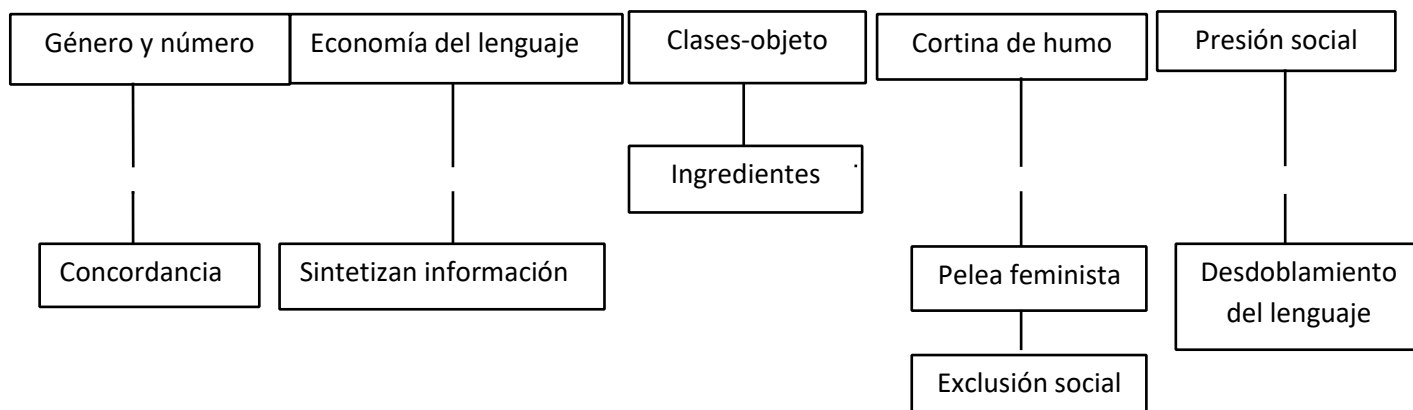 Género y número
Economía del lenguaje
Clases-objeto
Cortina de humo
Presión social
Ingredientes
Concordancia
Sintetizan información
Pelea feminista
Desdoblamiento
del lenguaje
Exclusión social